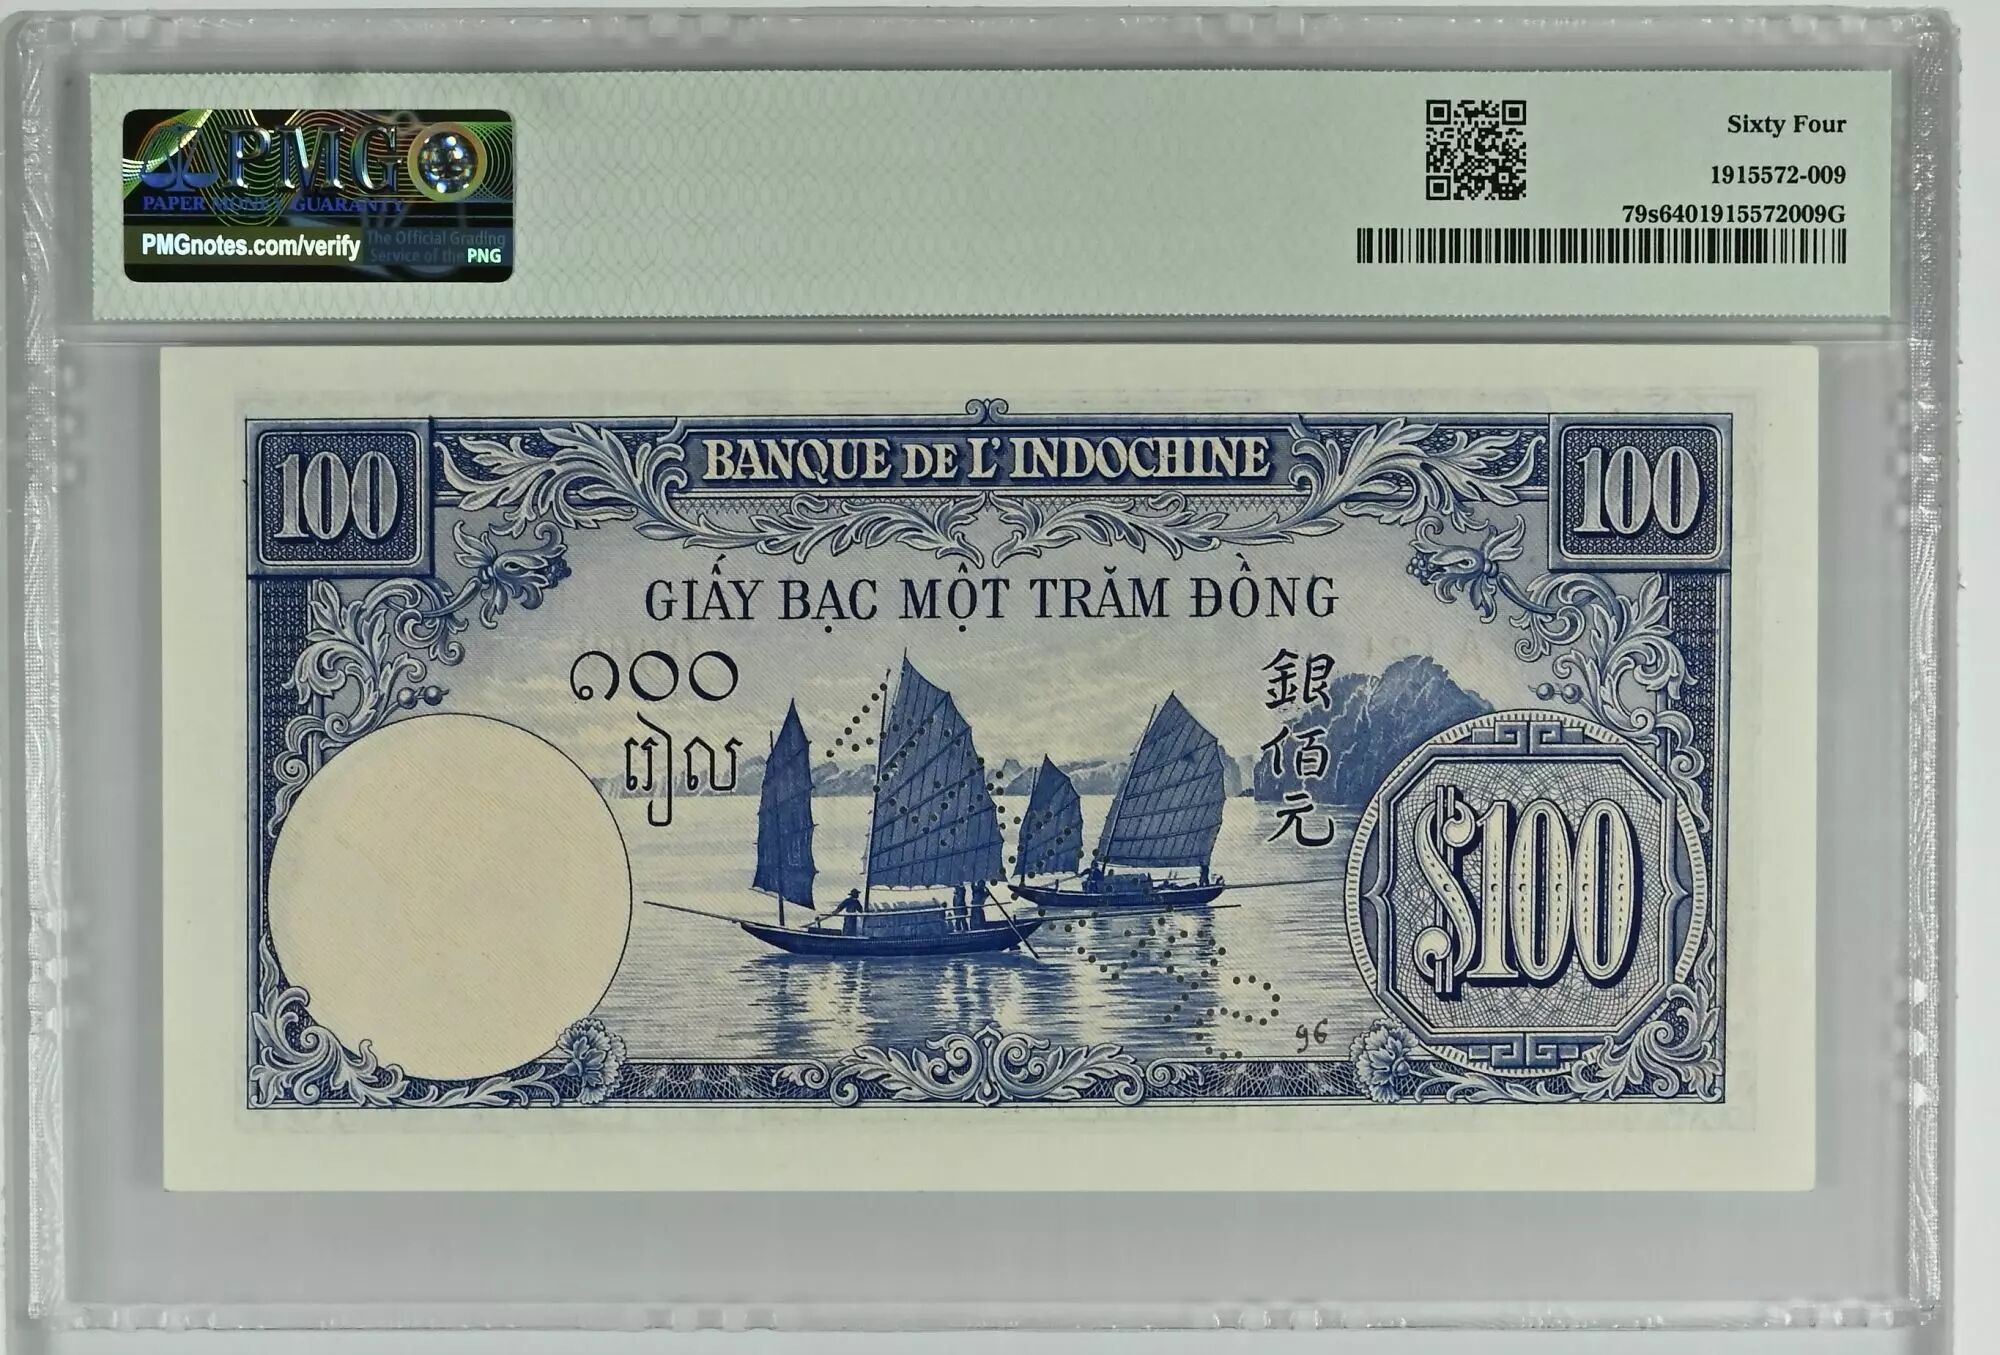 PMG
PAPER MONEY GUARANTY
PMGnotes.com/verify
The Official Grading
Service of the PNG
Sixty Four
1915572-009
79s6401915572009G
100
BANQUE DE L'INDOCHINE
100
GIẤY BẠC MỘT TRĂM ĐỒNG
១០០
រៀល
銀佰元
$100
96